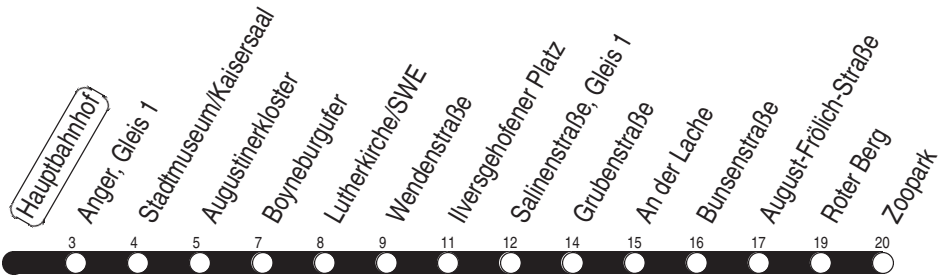 Hauptbahnhof
Anger, Gleis 1
Stadtmuseum/Kaisersaal
Augustinerkloster
Boyneburgufer
Lutherkirche/SWE
Wendenstraße
Ilversgehofener Platz
Salinenstraße, Gleis 1
Grubenstraße
An der Lache
Bunsenstraße
August-Frölich-Straße
Roter Berg
Zoopark
3 4 5 7 8 9 11 12 14 15 16 17 19 20